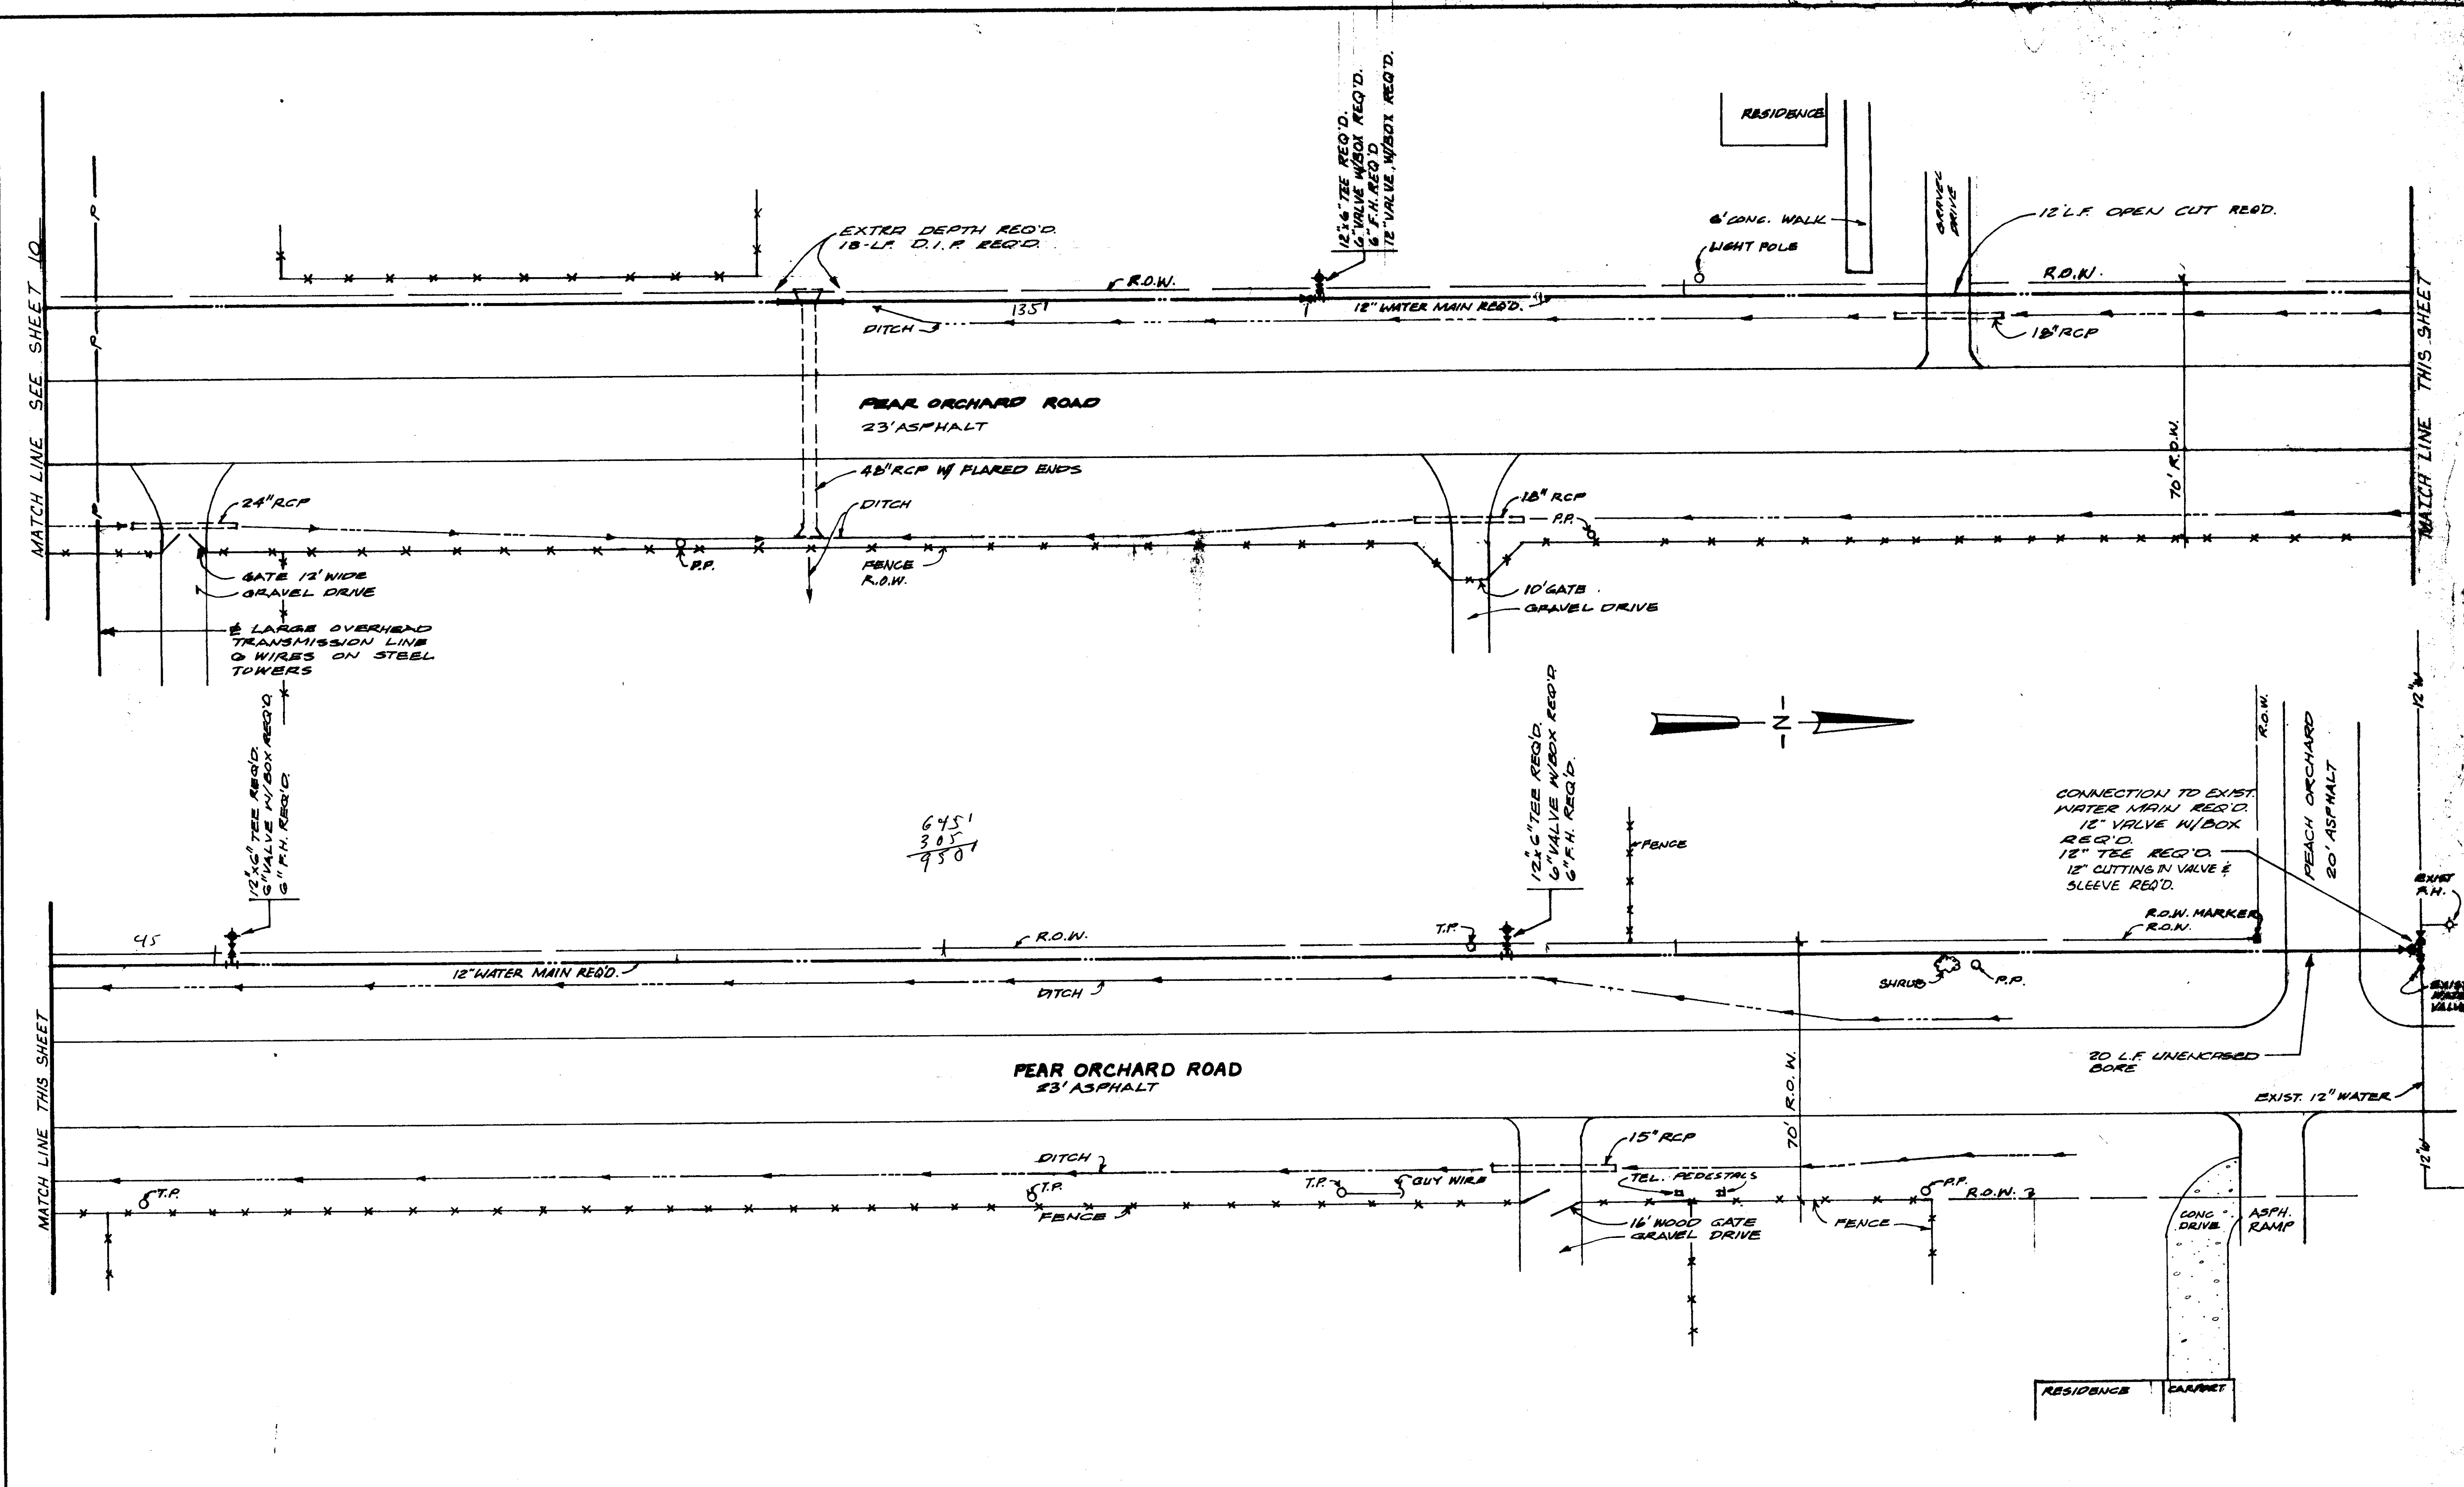 MATCH LINE SEE SHEET 10
P
P
P
EXTRA DEPTH REQ'D.
18-LF D.I.P. REQ'D.
R.O.W.
135'
DITCH
12"x6" TEE REQ'D.
6" VALVE W/BOX REQ'D.
6" F.H. REQ'D
12" VALVE, W/BOX REQ'D.
12" WATER MAIN REQ'D.
RESIDENCE
6' CONC. WALK
LIGHT POLE
GRAVEL
DRIVE
12 L.F. OPEN CUT REQ'D.
R.O.W.
18" RCP
70' R.O.W.
MATCH LINE THIS SHEET
PEAR ORCHARD ROAD
23' ASPHALT
48" RCP W/ FLARED ENDS
DITCH
24" RCP
GATE 12' WIDE
GRAVEL DRIVE
℄ LARGE OVERHEAD
TRANSMISSION LINE
6 WIRES ON STEEL
TOWERS
P.P.
FENCE
R.O.W.
18" RCP
P.P.
10' GATE
GRAVEL DRIVE
N
12"x6" TEE REQ'D.
6" VALVE W/BOX REQ'D.
6" F.H. REQ'D.
645'
305
950'
12"x6" TEE REQ'D.
6" VALVE W/BOX REQ'D.
6" F.H. REQ'D.
FENCE
CONNECTION TO EXIST.
WATER MAIN REQ'D.
12" VALVE W/BOX
REQ'D.
12" TEE REQ'D.
12" CUTTING IN VALVE &
SLEEVE REQ'D.
R.O.W.
PEACH ORCHARD
20' ASPHALT
12"W
EXIST
F.H.
R.O.W. MARKER
R.O.W.
MATCH LINE THIS SHEET
45
R.O.W.
T.P.
12" WATER MAIN REQ'D.
DITCH
SHRUB
P.P.
EXIST
WATER
VALVE
PEAR ORCHARD ROAD
23' ASPHALT
70' R.O.W.
20 L.F. UNENCASED
BORE
EXIST. 12" WATER
12"W
DITCH
15" RCP
TEL. PEDESTALS
T.P.
T.P.
T.P.
GUY WIRE
FENCE
16' WOOD GATE
GRAVEL DRIVE
P.P.
R.O.W.
FENCE
CONC
DRIVE
ASPH.
RAMP
RESIDENCE
CARPORT